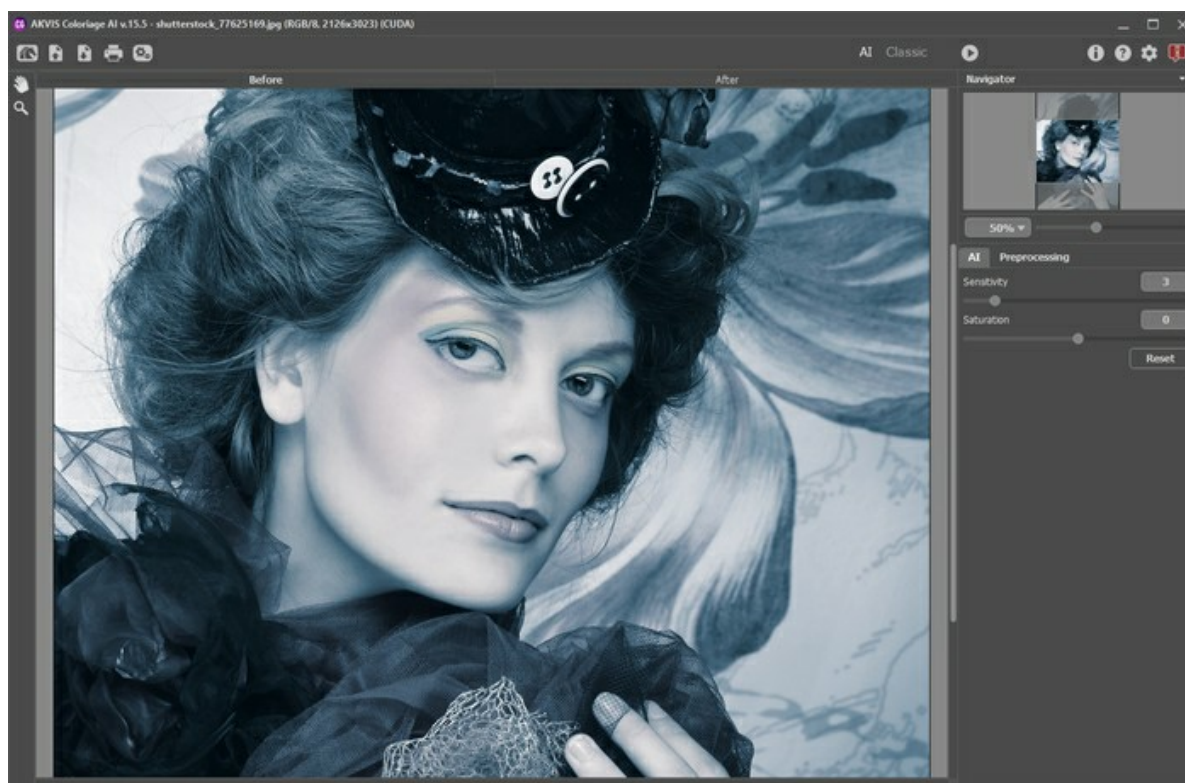 AKVIS Coloriage AI v.15.5 - shutterstock_77625169.jpg (RGB/8, 2126x3023) (CUDA)
AI Classic
Before After Navigator
50%
AI Preprocessing
Sensitivity 3
Saturation 0
Reset